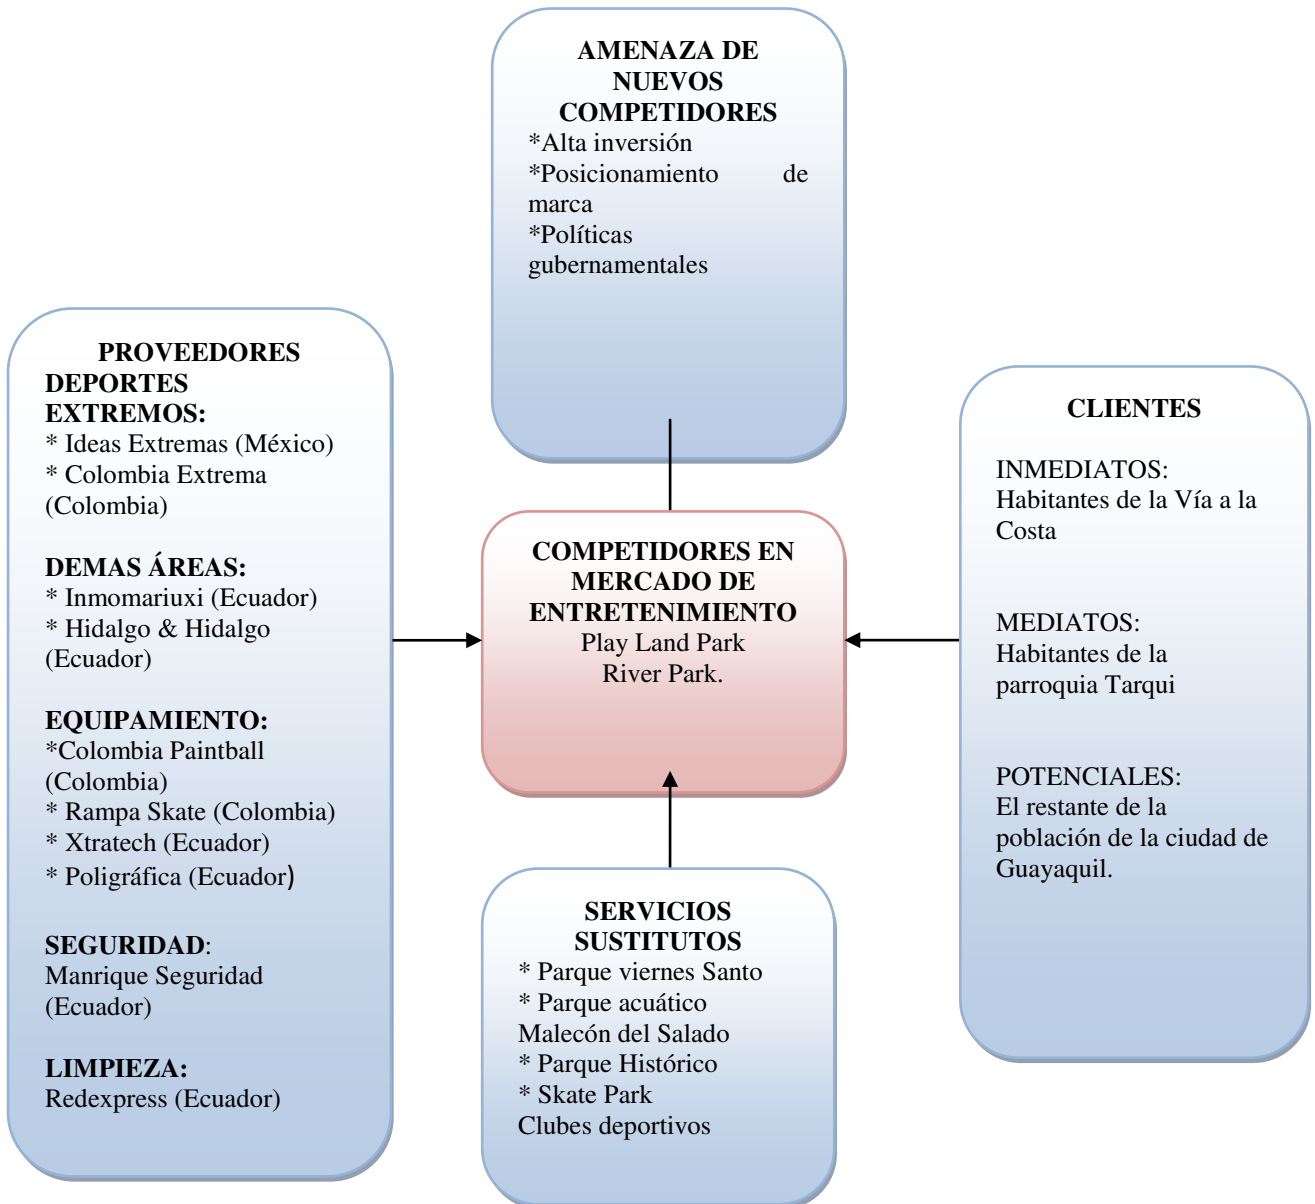 AMENAZA DE
NUEVOS
COMPETIDORES
*Alta inversión
*Posicionamiento de
marca
*Políticas
gubernamentales
PROVEEDORES
DEPORTES
EXTREMOS:
* Ideas Extremas (México)
* Colombia Extrema
(Colombia)
DEMAS ÁREAS:
* Inmomariuxi (Ecuador)
* Hidalgo & Hidalgo
(Ecuador)
EQUIPAMIENTO:
*Colombia Paintball
(Colombia)
* Rampa Skate (Colombia)
* Xtratech (Ecuador)
* Poligráfica (Ecuador)
SEGURIDAD:
Manrique Seguridad
(Ecuador)
LIMPIEZA:
Redexpress (Ecuador)
COMPETIDORES EN
MERCADO DE
ENTRETENIMIENTO
Play Land Park
River Park.
CLIENTES
INMEDIATOS:
Habitantes de la Vía a la
Costa
MEDIATOS:
Habitantes de la
parroquia Tarqui
POTENCIALES:
El restante de la
población de la ciudad de
Guayaquil.
SERVICIOS
SUSTITUTOS
* Parque viernes Santo
* Parque acuático
Malecón del Salado
* Parque Histórico
* Skate Park
Clubes deportivos